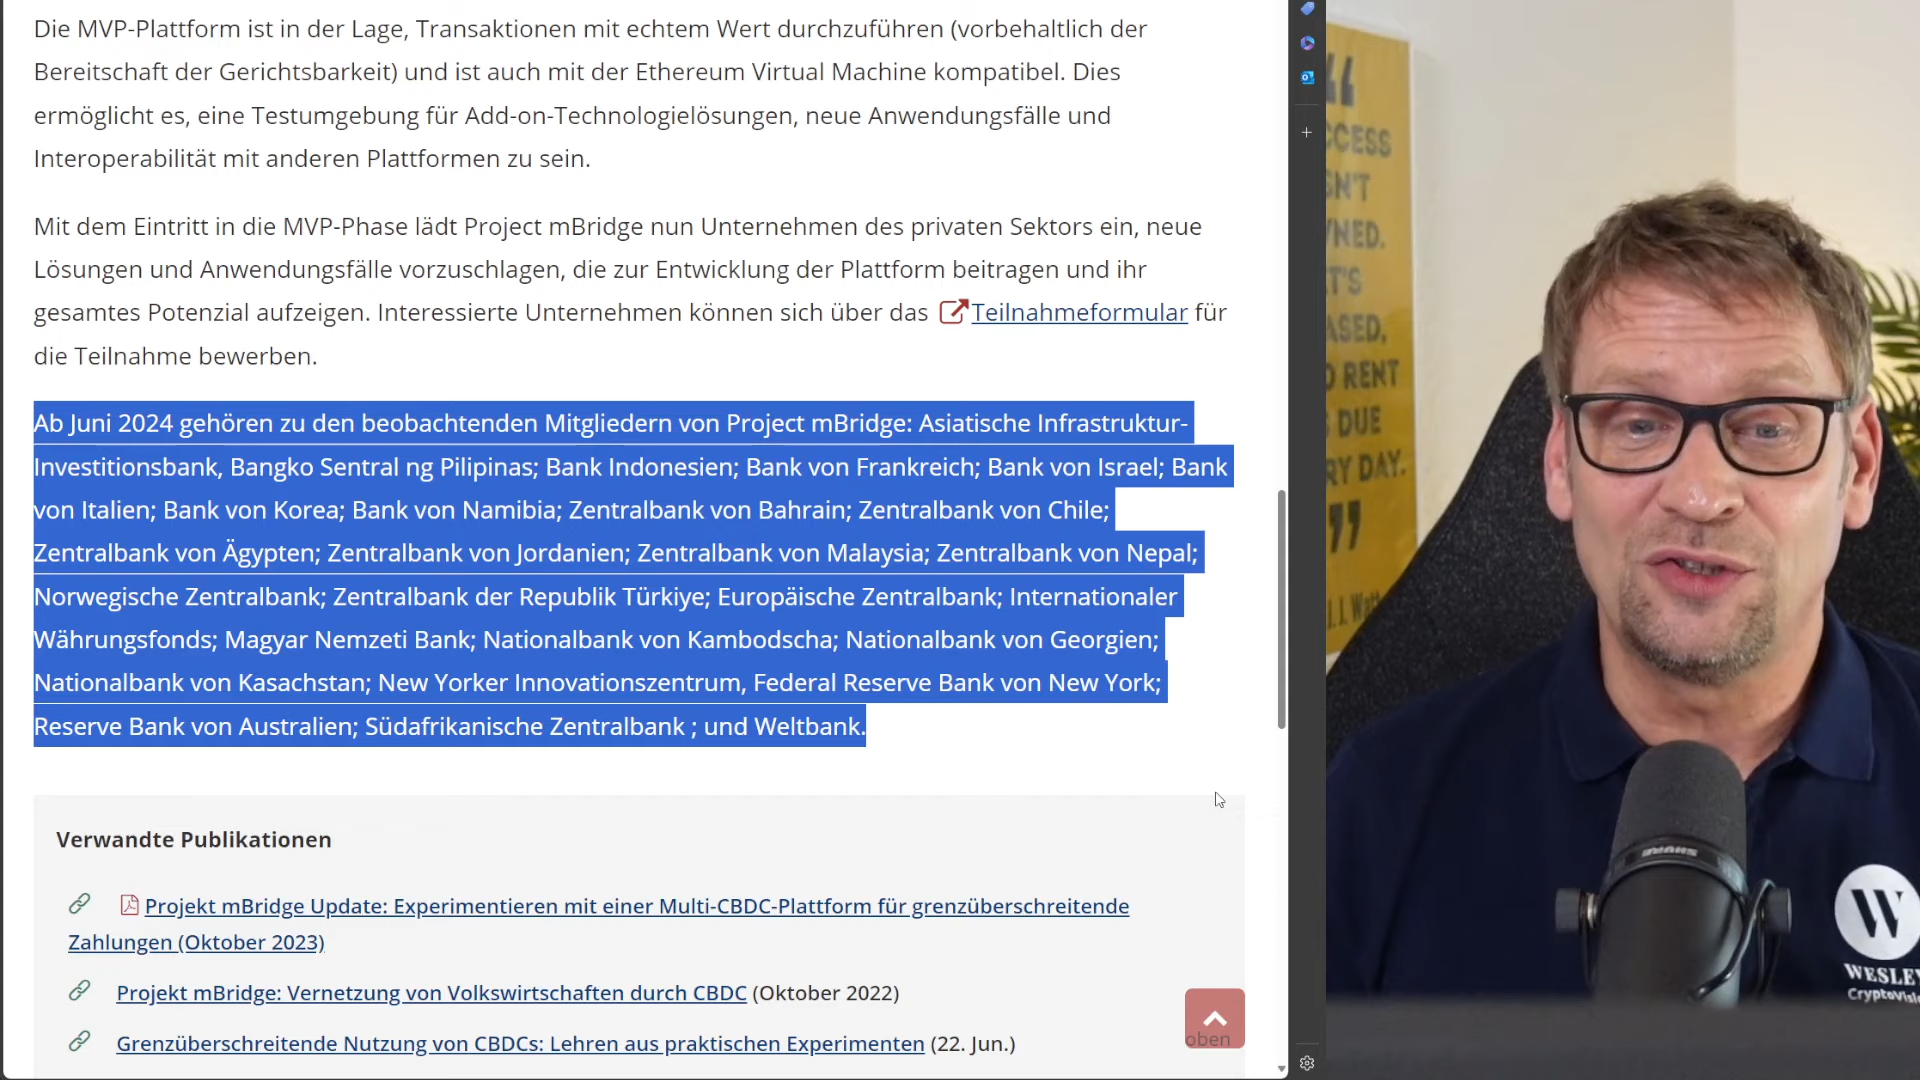 Die MVP-Plattform ist in der Lage, Transaktionen mit echtem Wert durchzuführen (vorbehaltlich der
Bereitschaft der Gerichtsbarkeit) und ist auch mit der Ethereum Virtual Machine kompatibel. Dies
ermöglicht es, eine Testumgebung für Add-on-Technologielösungen, neue Anwendungsfälle und
Interoperabilität mit anderen Plattformen zu sein.
Mit dem Eintritt in die MVP-Phase lädt Project mBridge nun Unternehmen des privaten Sektors ein, neue
Lösungen und Anwendungsfälle vorzuschlagen, die zur Entwicklung der Plattform beitragen und ihr
gesamtes Potenzial aufzeigen. Interessierte Unternehmen können sich über das Teilnahmeformular für
die Teilnahme bewerben.
Ab Juni 2024 gehören zu den beobachtenden Mitgliedern von Project mBridge: Asiatische Infrastruktur-
Investitionsbank, Bangko Sentral ng Pilipinas; Bank Indonesien; Bank von Frankreich; Bank von Israel; Bank
von Italien; Bank von Korea; Bank von Namibia; Zentralbank von Bahrain; Zentralbank von Chile;
Zentralbank von Ägypten; Zentralbank von Jordanien; Zentralbank von Malaysia; Zentralbank von Nepal;
Norwegische Zentralbank; Zentralbank der Republik Türkiye; Europäische Zentralbank; Internationaler
Währungsfonds; Magyar Nemzeti Bank; Nationalbank von Kambodscha; Nationalbank von Georgien;
Nationalbank von Kasachstan; New Yorker Innovationszentrum, Federal Reserve Bank von New York;
Reserve Bank von Australien; Südafrikanische Zentralbank ; und Weltbank.
Verwandte Publikationen
Projekt mBridge Update: Experimentieren mit einer Multi-CBDC-Plattform für grenzüberschreitende
Zahlungen (Oktober 2023)
Projekt mBridge: Vernetzung von Volkswirtschaften durch CBDC (Oktober 2022)
Grenzüberschreitende Nutzung von CBDCs: Lehren aus praktischen Experimenten (22. Jun.)
oben
“
CCESS
N'T
NED.
T'S
ASED,
RENT
DUE
RY DAY.
”
J.J. Wat
SHURE
W
WESLEY
CryptoVisio